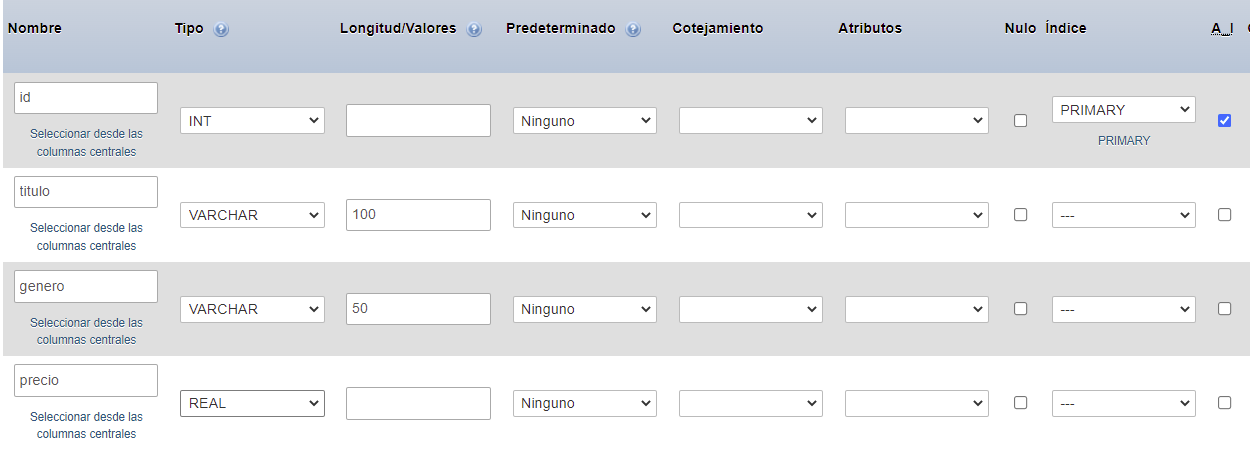 Nombre Tipo Longitud/Valores Predeterminado Cotejamiento Atributos Nulo Índice A_I
id INT Ninguno PRIMARY
Seleccionar desde las
columnas centrales
PRIMARY
titulo VARCHAR 100 Ninguno ---
Seleccionar desde las
columnas centrales
genero VARCHAR 50 Ninguno ---
Seleccionar desde las
columnas centrales
precio REAL Ninguno ---
Seleccionar desde las
columnas centrales